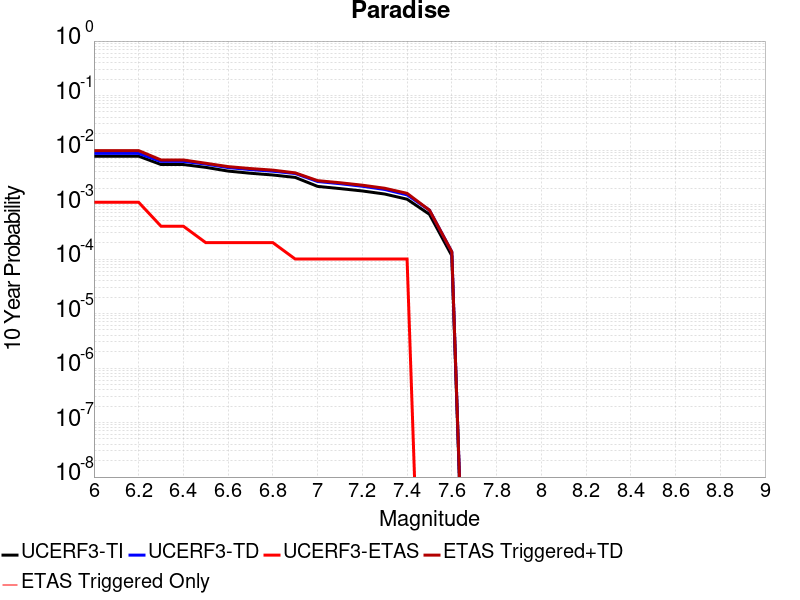 Paradise
10^0
10^-1
10^-2
10^-3
10^-4
10^-5
10^-6
10^-7
10^-8
10 Year Probability
6 6.2 6.4 6.6 6.8 7 7.2 7.4 7.6 7.8 8 8.2 8.4 8.6 8.8 9
Magnitude
UCERF3-TI UCERF3-TD UCERF3-ETAS ETAS Triggered+TD
ETAS Triggered Only